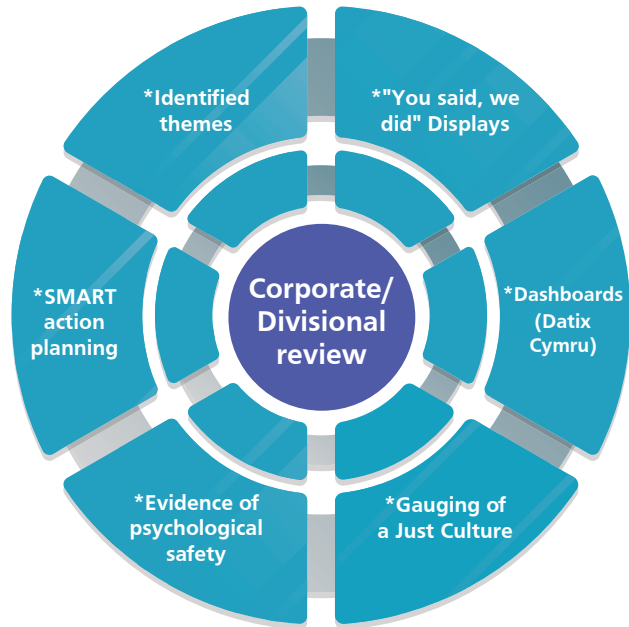 *Identified
themes
*"You said, we
did" Displays
*SMART
action
planning
Corporate/
Divisional
review
*Dashboards
(Datix
Cymru)
*Evidence of
psychological
safety
*Gauging of
a Just Culture